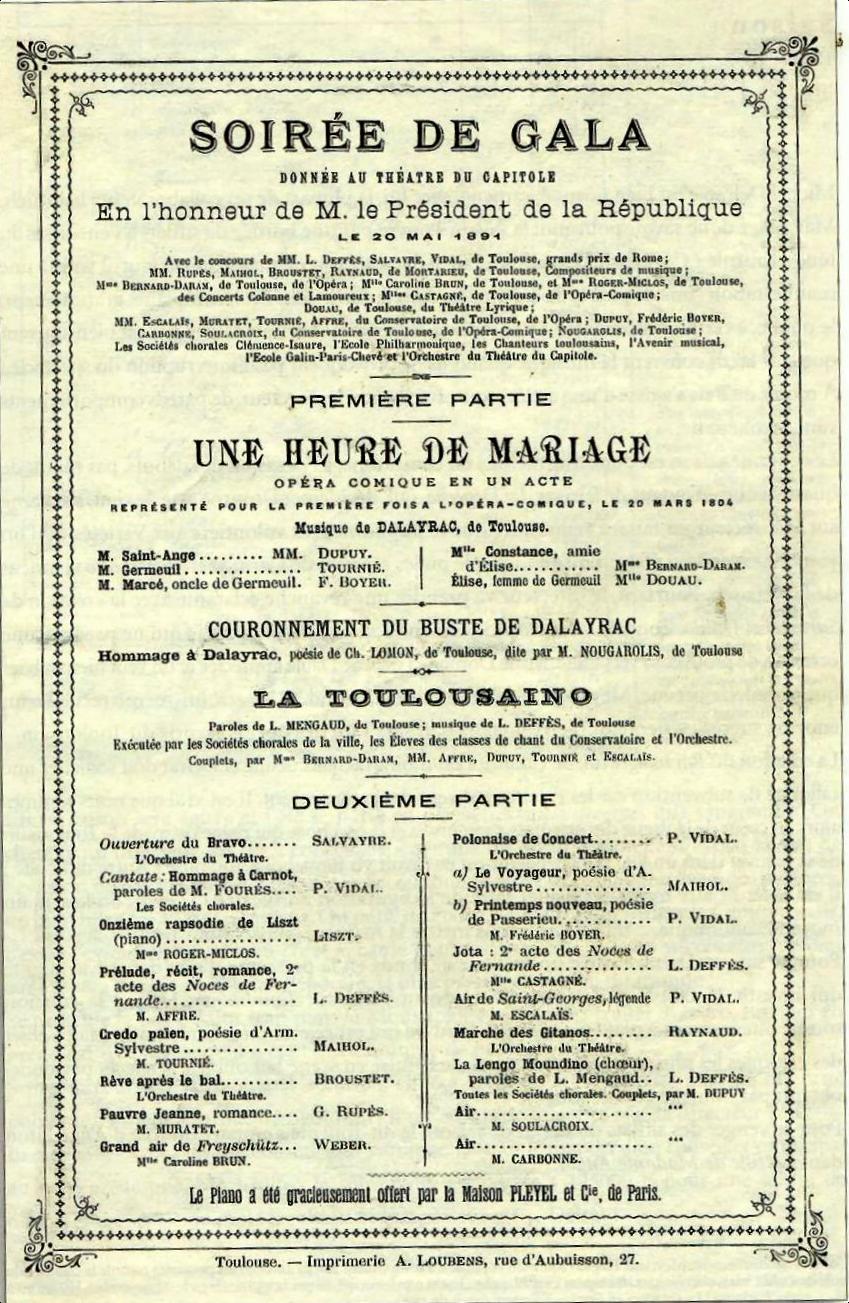 SOIRÉE DE GALA
DONNÉE AU THÉATRE DU CAPITOLE
En l'honneur de M. le Président de la République
LE 20 MAI 1891
Avec le concours de MM. L. DEFFÈS, SALVAYRE, VIDAL, de Toulouse, grands prix de Rome;
MM. RUPÈS, MAIHOL, BROUSTET, RAYNAUD, DE MORTARIEU, de Toulouse, Compositeurs de musique;
Mme BERNARD-DARAM, de Toulouse, de l'Opéra; Mlle Caroline BRUN, de Toulouse, et Mme ROGER-MICLOS, de Toulouse,
des Concerts Colonne et Lamoureux; Mlles CASTAGNÉ, de Toulouse, de l'Opéra-Comique;
DOUAU, de Toulouse, du Théâtre Lyrique;
MM. ESCALAÏS, MURATET, TOURNIÉ, AFFRE, du Conservatoire de Toulouse, de l'Opéra; DUPUY, Frédéric BOYER,
CARBONNE, SOULACROIX, du Conservatoire de Toulouse, de l'Opéra-Comique; NOUGAROLIS, de Toulouse;
Les Sociétés chorales Clémence-Isaure, l'Ecole Philharmonique, les Chanteurs toulousains, l'Avenir musical,
l'Ecole Galin-Paris-Chevé et l'Orchestre du Théâtre du Capitole.
PREMIÈRE PARTIE
UNE HEURE DE MARIAGE
OPÉRA COMIQUE EN UN ACTE
REPRÉSENTÉ POUR LA PREMIÈRE FOIS A L'OPÉRA-COMIQUE, LE 20 MARS 1804
Musique de DALAYRAC, de Toulouse.
M. Saint-Ange......... MM. DUPUY.
M. Germeuil................ TOURNIÉ.
M. Marcé, oncle de Germeuil. F. BOYER.
Mlle Constance, amie
d'Élise............ Mme BERNARD-DARAM.
Élise, femme de Germeuil Mlle DOUAU.
COURONNEMENT DU BUSTE DE DALAYRAC
Hommage à Dalayrac, poésie de Ch. LOMON, de Toulouse, dite par M. NOUGAROLIS, de Toulouse
LA TOULOUSAINO
Paroles de L. MENGAUD, de Toulouse; musique de L. DEFFÈS, de Toulouse
Exécutée par les Sociétés chorales de la ville, les Éleves des classes de chant du Conservatoire et l'Orchestre.
Couplets, par Mme BERNARD-DARAM, MM. AFFRE, DUPUY, TOURNIÉ et ESCALAÏS.
DEUXIÈME PARTIE
Ouverture du Bravo....... SALVAYRE.
L'Orchestre du Théâtre.
Cantate : Hommage à Carnot,
paroles de M. FOURÉS.... P. VIDAL.
Les Sociétés chorales.
Onzième rapsodie de Liszt
(piano).................. LISZT.
Mme ROGER-MICLOS.
Prélude, récit, romance, 2e
acte des Noces de Fer-
nande................... L. DEFFÈS.
M. AFFRE.
Credo païen, poésie d'Arm.
Sylvestre................ MAIHOL.
M. TOURNIÉ.
Rêve après le bal.......... BROUSTET.
L'Orchestre du Théâtre.
Pauvre Jeanne, romance.... G. RUPÈS.
M. MURATET.
Grand air de Freyschütz... WEBER.
Mlle Caroline BRUN.
Polonaise de Concert........ P. VIDAL.
L'Orchestre du Théâtre.
a) Le Voyageur, poésie d'A.
Sylvestre................ MAIHOL.
b) Printemps nouveau, poésie
de Passerieu............. P. VIDAL.
M. Frédéric BOYER.
Jota : 2e acte des Noces de
Fernande............... L. DEFFÈS.
Mlle CASTAGNÉ.
Air de Saint-Georges, légende P. VIDAL.
M. ESCALAÏS.
Marche des Gitanos......... RAYNAUD.
L'Orchestre du Théâtre.
La Lengo Moundino (chœur),
paroles de L. Mengaud.. L. DEFFÈS.
Toutes les Sociétés chorales. Couplets, par M. DUPUY
Air........................ ***
M. SOULACROIX.
Air........................ ***
M. CARBONNE.
Le Piano a été gracieusement offert par la Maison PLEYEL et Cie, de Paris.
Toulouse. — Imprimerie A. LOUBENS, rue d'Aubuisson, 27.